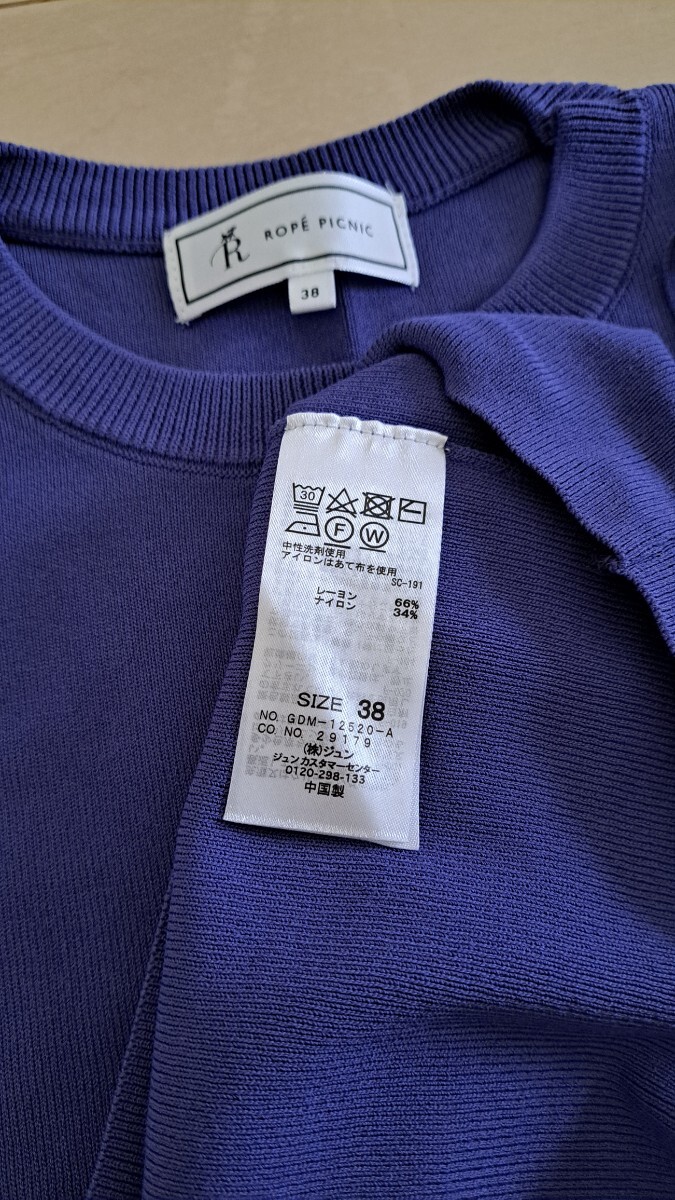 R ROPÉ PICNIC
38
30
F W
中性洗剤使用
アイロンはあて布を使用
SC-191
レーヨン 66%
ナイロン 34%
SIZE 38
NO. GDM-12520-A
CO. NO. 29179
(株)ジュン
ジュンカスタマーセンター
0120-298-133
中国製